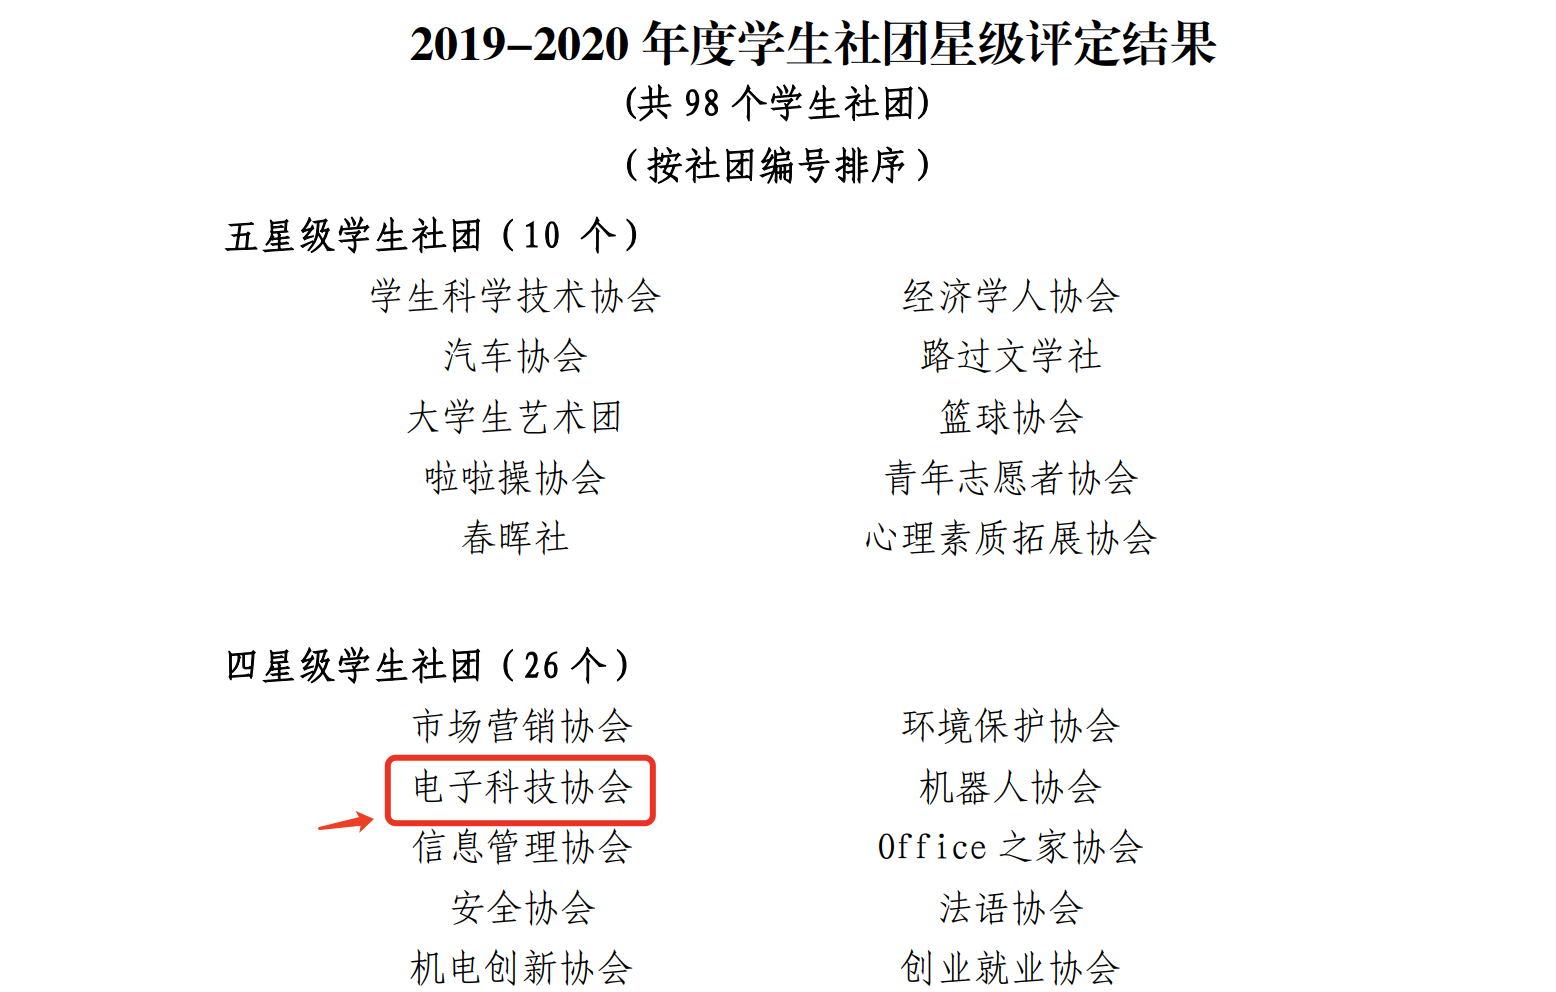 2019-2020 年度学生社团星级评定结果
(共 98 个学生社团)
(按社团编号排序)
五星级学生社团(10 个)
学生科学技术协会 经济学人协会
汽车协会 路过文学社
大学生艺术团 篮球协会
啦啦操协会 青年志愿者协会
春晖社 心理素质拓展协会
四星级学生社团(26 个)
市场营销协会 环境保护协会
电子科技协会 机器人协会
信息管理协会 Office 之家协会
安全协会 法语协会
机电创新协会 创业就业协会